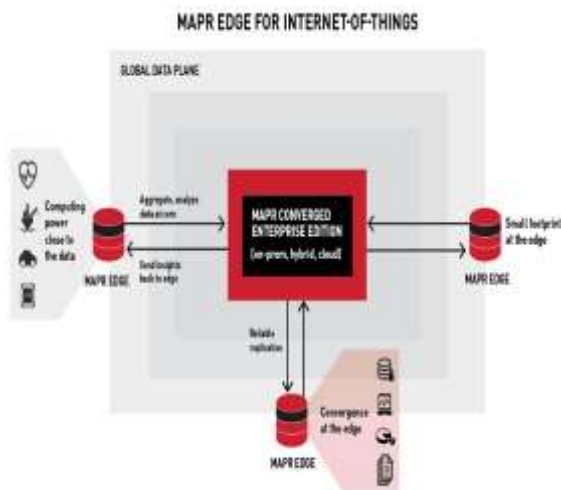 MAPR EDGE FOR INTERNET-OF-THINGS
GLOBAL DATA PLANE
Computing
power
close to
the data
MAPR EDGE
Aggregate, analyze
data at core
Send insights
back to edge
MAPR CONVERGED
ENTERPRISE EDITION
(on-prem, hybrid, cloud)
Small footprint
at the edge
MAPR EDGE
Reliable
replication
Convergence
at the edge
MAPR EDGE